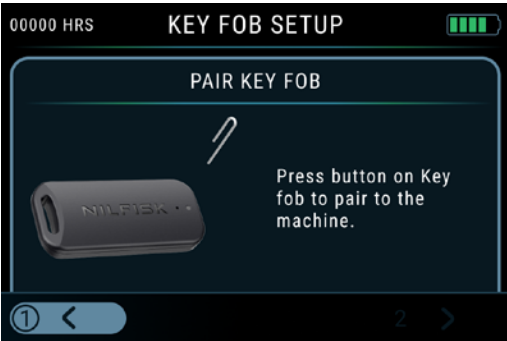 00000 HRS
KEY FOB SETUP
PAIR KEY FOB
NILFISK
Press button on Key
fob to pair to the
machine.
1
2